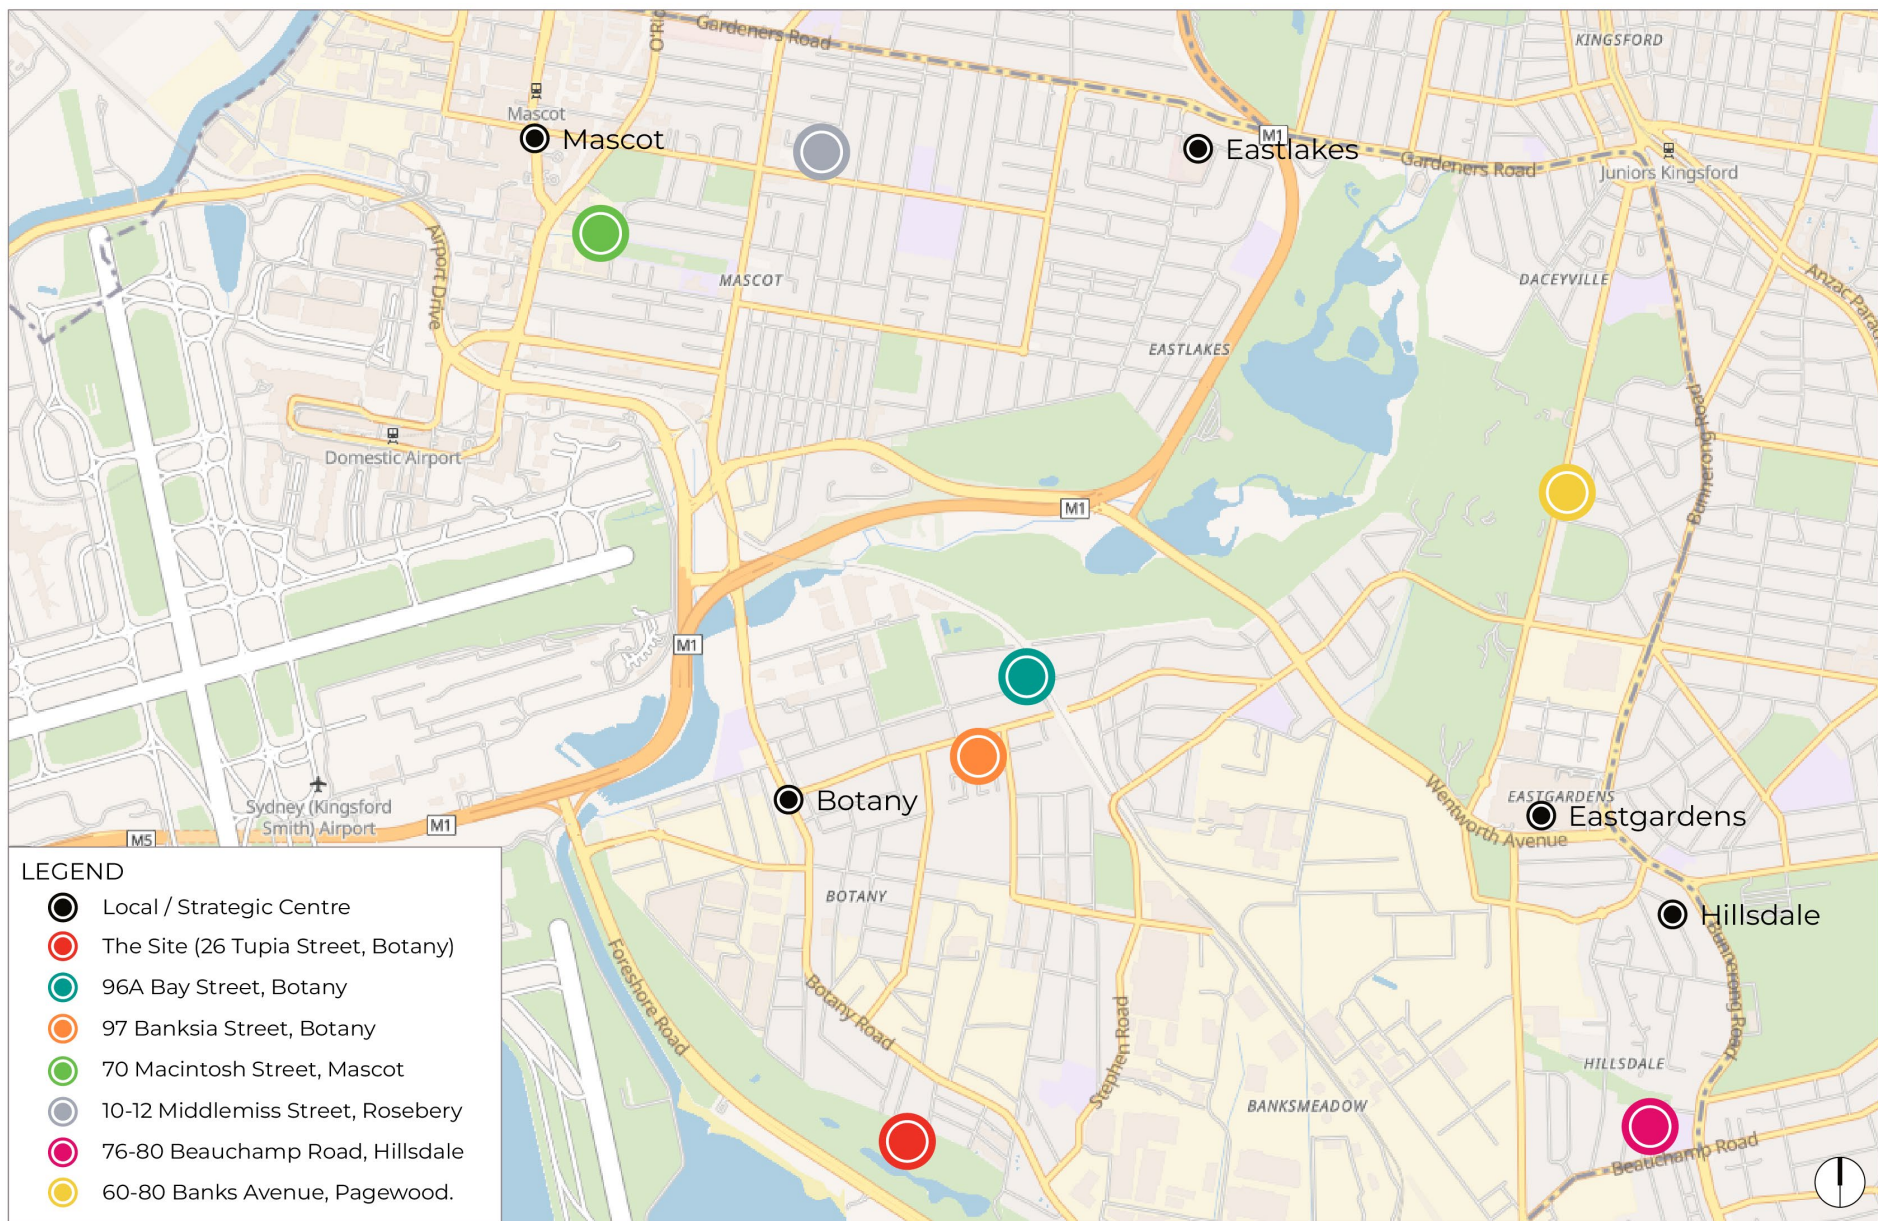 Gardeners Road
O'Ri
KINGSFORD
Mascot
Mascot
M1
Eastlakes
Gardeners Road
Juniors Kingsford
Airport Drive
MASCOT
DACEYVILLE
Anzac Parad
EASTLAKES
Bunnerong Road
Domestic Airport
M1
M1
Sydney (Kingsford
Smith) Airport
M5
M1
Botany
Wentworth Avenue
EASTGARDENS
Eastgardens
BOTANY
Hillsdale
Bunnerong Road
Foreshore Road
Botany Road
Stephen Road
HILLSDALE
BANKSMEADOW
Beauchamp Road
LEGEND
Local / Strategic Centre
The Site (26 Tupia Street, Botany)
96A Bay Street, Botany
97 Banksia Street, Botany
70 Macintosh Street, Mascot
10-12 Middlemiss Street, Rosebery
76-80 Beauchamp Road, Hillsdale
60-80 Banks Avenue, Pagewood.